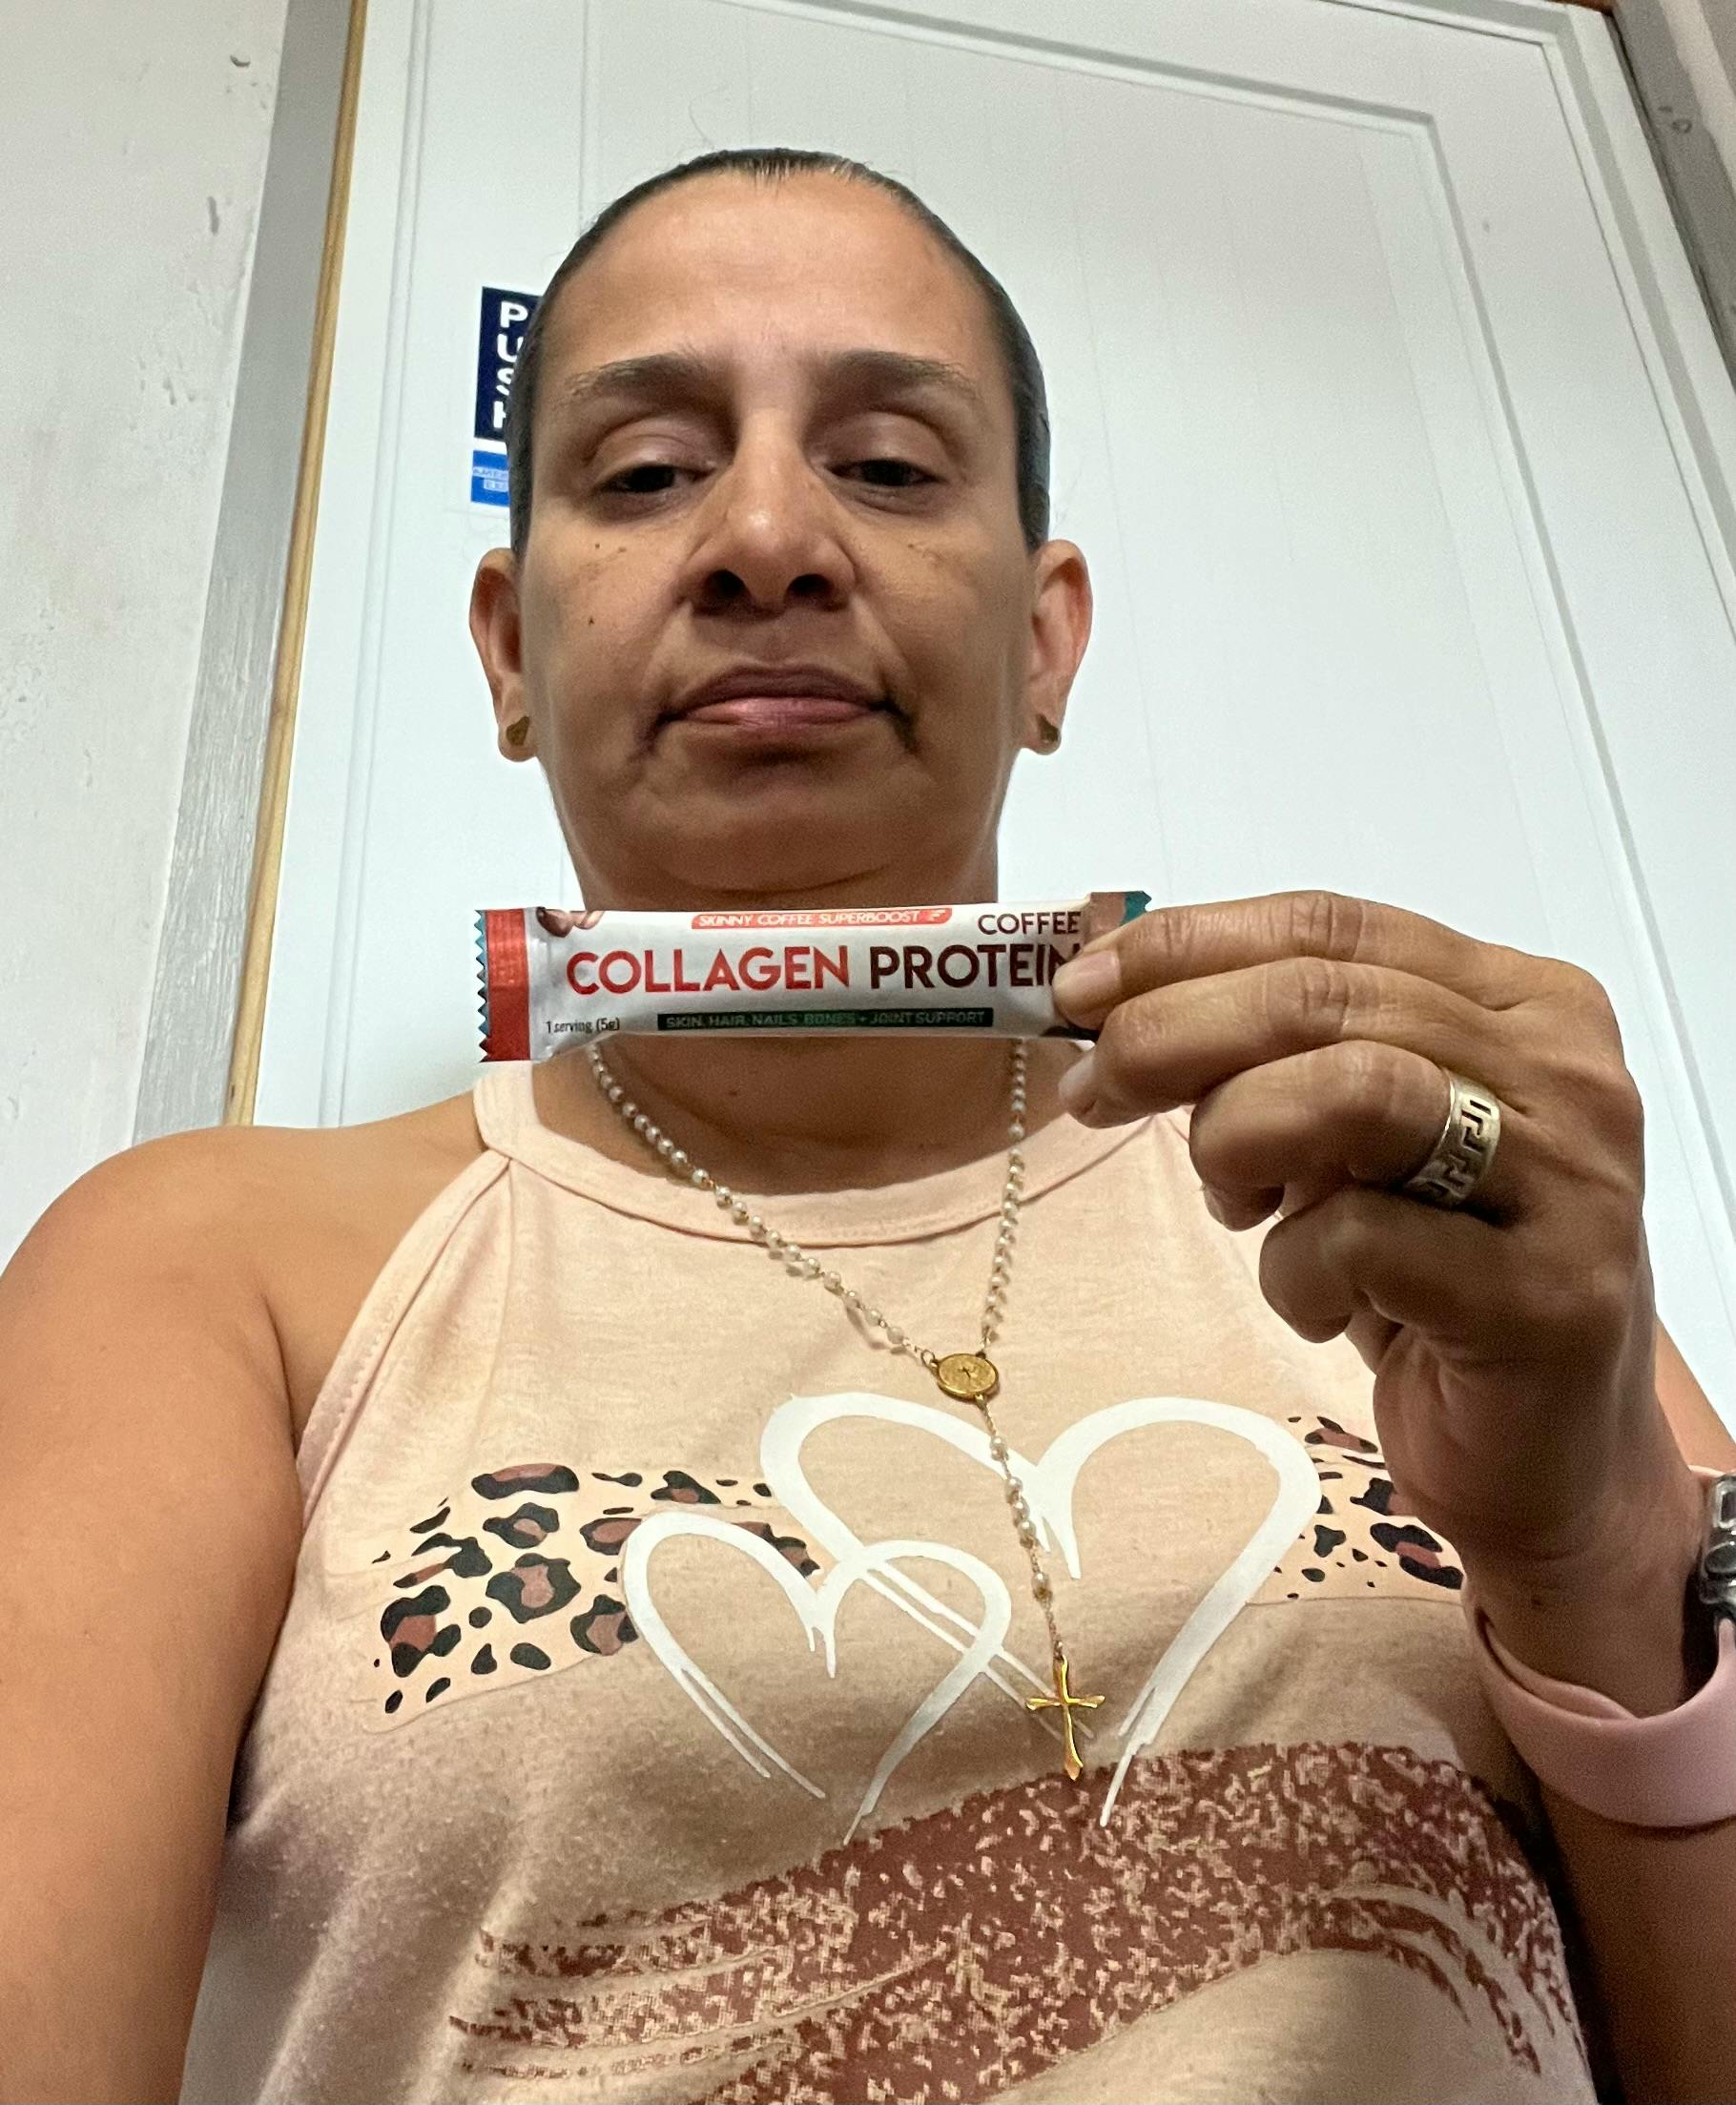 P
U
S
H
SKINNY COFFEE SUPERBOOST
COFFEE
COLLAGEN PROTEIN
1 serving (5g)
SKIN, HAIR, NAILS, BONES + JOINT SUPPORT